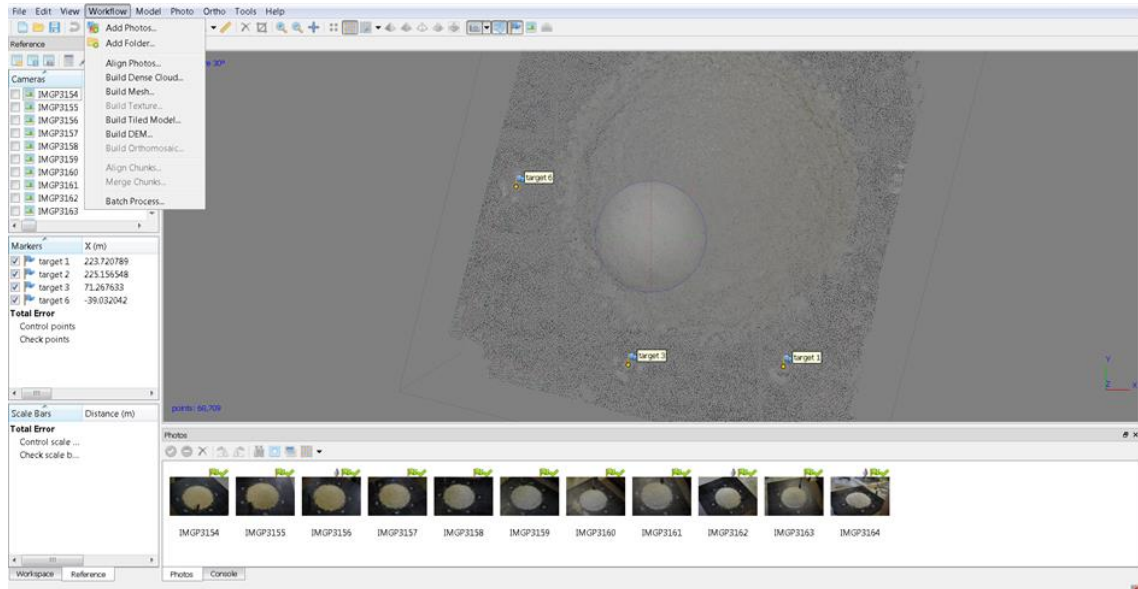 File Edit View Workflow Model Photo Ortho Tools Help
Add Photos...
Add Folder...
Align Photos...
Build Dense Cloud...
Build Mesh...
Build Texture...
Build Tiled Model...
Build DEM...
Build Orthomosaic...
Align Chunks...
Merge Chunks...
Batch Process...
Reference
Cameras
IMGP3154
IMGP3155
IMGP3156
IMGP3157
IMGP3158
IMGP3159
IMGP3160
IMGP3161
IMGP3162
IMGP3163
30°
target 6
target 3
target 1
Y
Z X
points: 60,709
Markers X (m)
target 1 223.720789
target 2 225.156548
target 3 71.267633
target 6 -39.032042
Total Error
Control points
Check points
Scale Bars Distance (m)
Total Error
Control scale ...
Check scale b...
Workspace Reference
Photos
IMGP3154 IMGP3155 IMGP3156 IMGP3157 IMGP3158 IMGP3159 IMGP3160 IMGP3161 IMGP3162 IMGP3163 IMGP3164
Photos Console